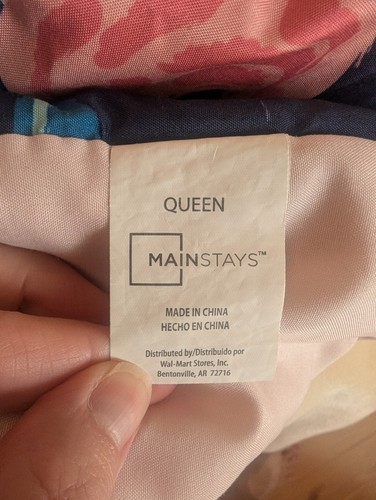 QUEEN
MAINSTAYS™
MADE IN CHINA
HECHO EN CHINA
Distributed by/Distribuido por
Wal-Mart Stores, Inc.
Bentonville, AR 72716